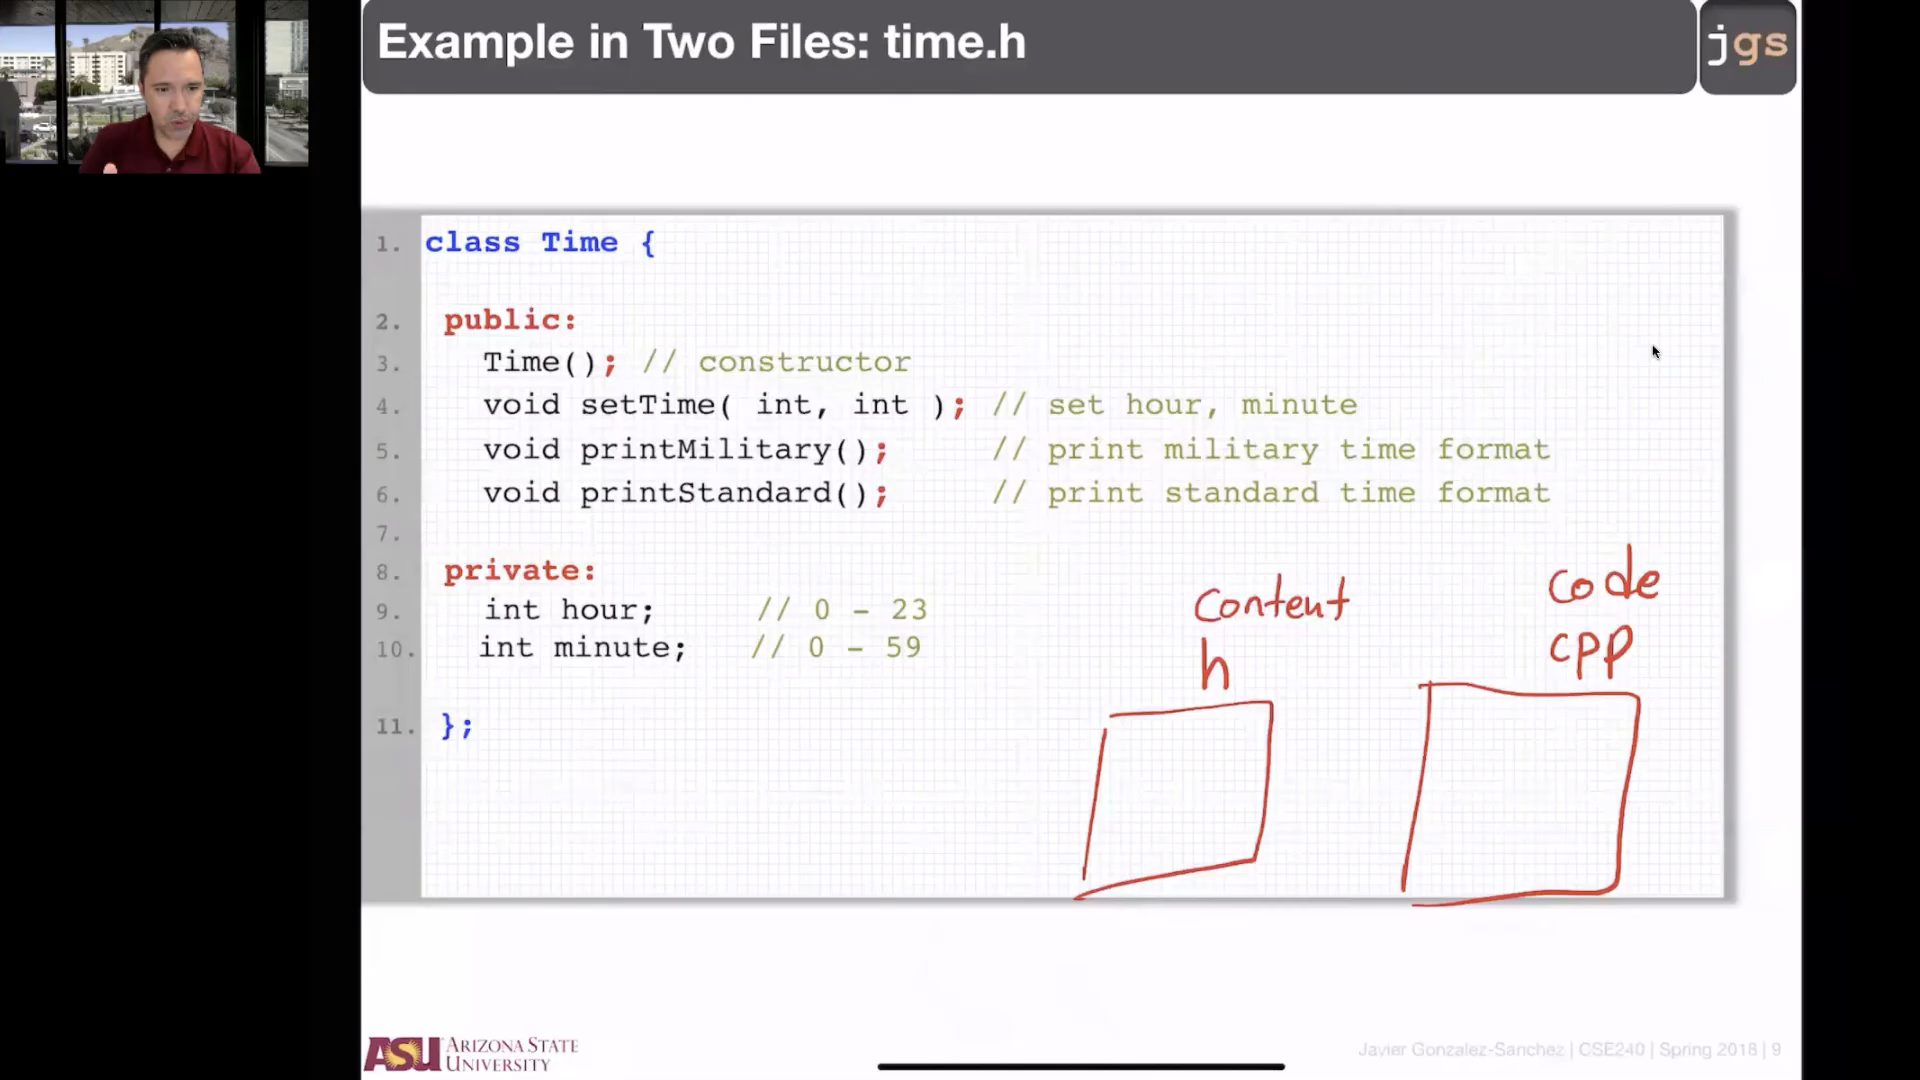 Example in Two Files: time.h
jgs
1. class Time {
2. public:
3. Time(); // constructor
4. void setTime( int, int ); // set hour, minute
5. void printMilitary(); // print military time format
6. void printStandard(); // print standard time format
7.
8. private:
9. int hour; // 0 - 23
10. int minute; // 0 - 59
11. };
Content
h
code
cpp
ASU ARIZONA STATE
UNIVERSITY
Javier Gonzalez-Sanchez | CSE240 | Spring 2018 | 9